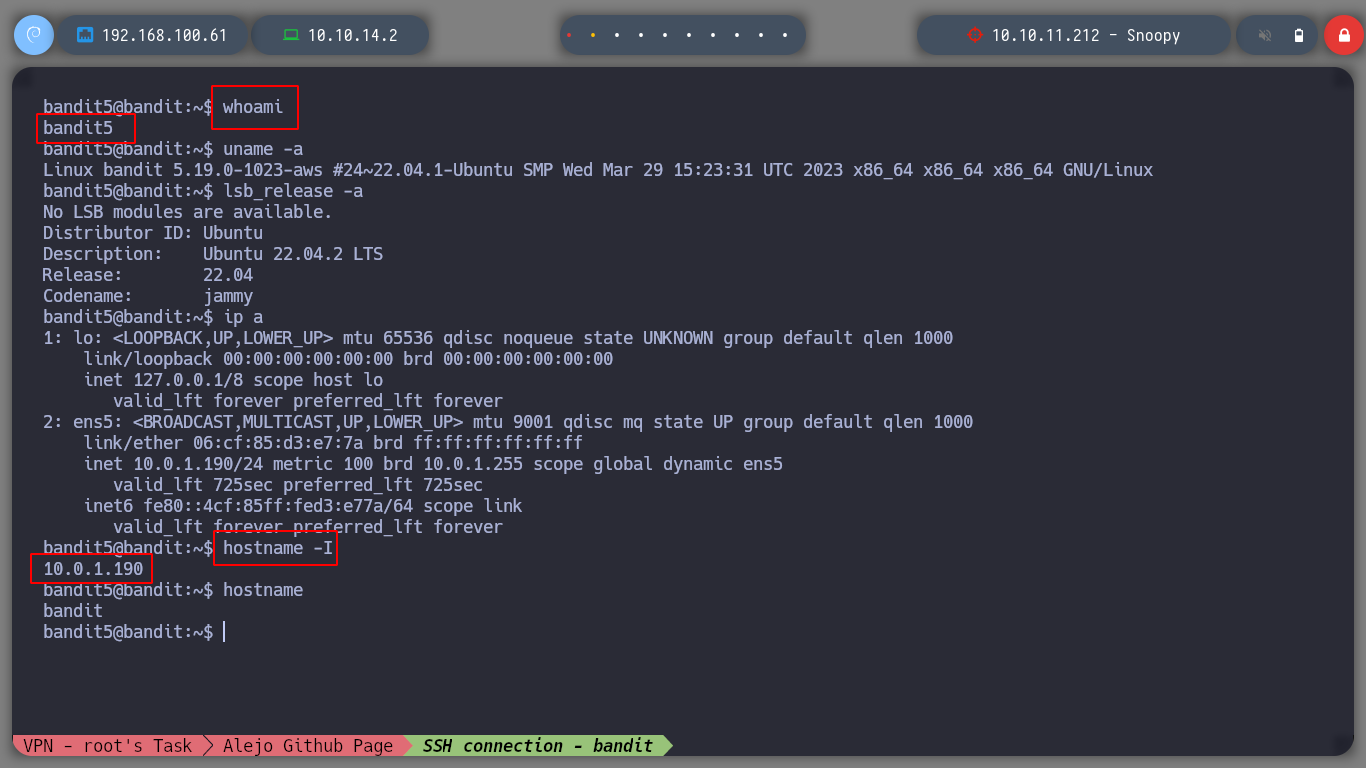 192.168.100.61 10.10.14.2 10.10.11.212 - Snoopy
bandit5@bandit:~$ whoami
bandit5
bandit5@bandit:~$ uname -a
Linux bandit 5.19.0-1023-aws #24~22.04.1-Ubuntu SMP Wed Mar 29 15:23:31 UTC 2023 x86_64 x86_64 x86_64 GNU/Linux
bandit5@bandit:~$ lsb_release -a
No LSB modules are available.
Distributor ID: Ubuntu
Description:    Ubuntu 22.04.2 LTS
Release:        22.04
Codename:       jammy
bandit5@bandit:~$ ip a
1: lo: <LOOPBACK,UP,LOWER_UP> mtu 65536 qdisc noqueue state UNKNOWN group default qlen 1000
    link/loopback 00:00:00:00:00:00 brd 00:00:00:00:00:00
    inet 127.0.0.1/8 scope host lo
       valid_lft forever preferred_lft forever
2: ens5: <BROADCAST,MULTICAST,UP,LOWER_UP> mtu 9001 qdisc mq state UP group default qlen 1000
    link/ether 06:cf:85:d3:e7:7a brd ff:ff:ff:ff:ff:ff
    inet 10.0.1.190/24 metric 100 brd 10.0.1.255 scope global dynamic ens5
       valid_lft 725sec preferred_lft 725sec
    inet6 fe80::4cf:85ff:fed3:e77a/64 scope link
       valid_lft forever preferred_lft forever
bandit5@bandit:~$ hostname -I
10.0.1.190
bandit5@bandit:~$ hostname
bandit
bandit5@bandit:~$
VPN - root's Task Alejo Github Page SSH connection - bandit